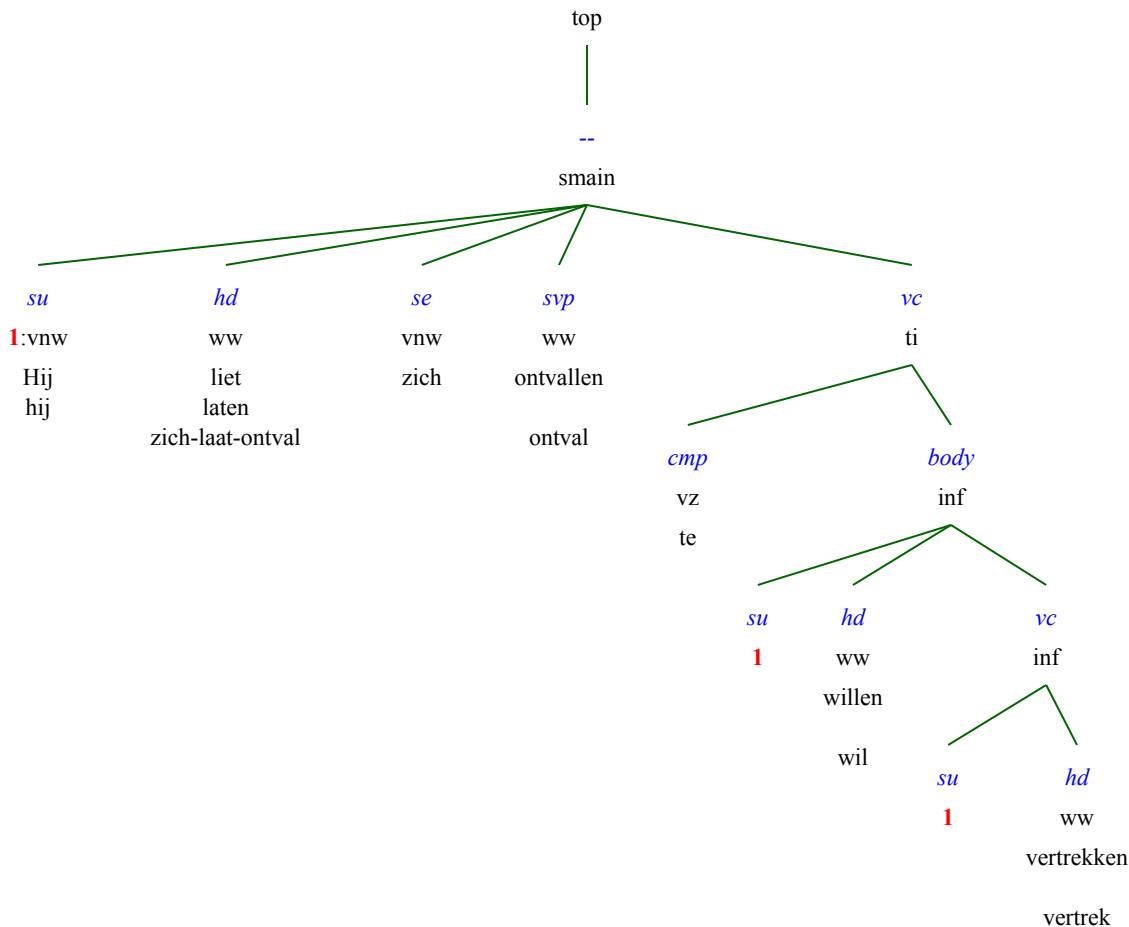 top
--
smain
su hd se svp vc
1:vnw ww vnw ww ti
Hij liet zich ontvallen
hij laten
zich-laat-ontval ontval
cmp body
vz inf
te
su hd vc
1 ww inf
willen
wil
su hd
1 ww
vertrekken
vertrek